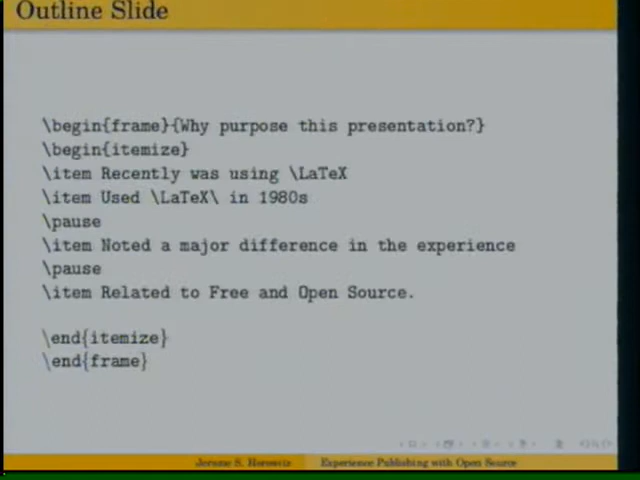 Outline Slide
\begin{frame}{Why purpose this presentation?}
\begin{itemize}
\item Recently was using \LaTeX
\item Used \LaTeX\ in 1980s
\pause
\item Noted a major difference in the experience
\pause
\item Related to Free and Open Source.
\end{itemize}
\end{frame}
Jerome S. Horowitz Experience Publishing with Open Source